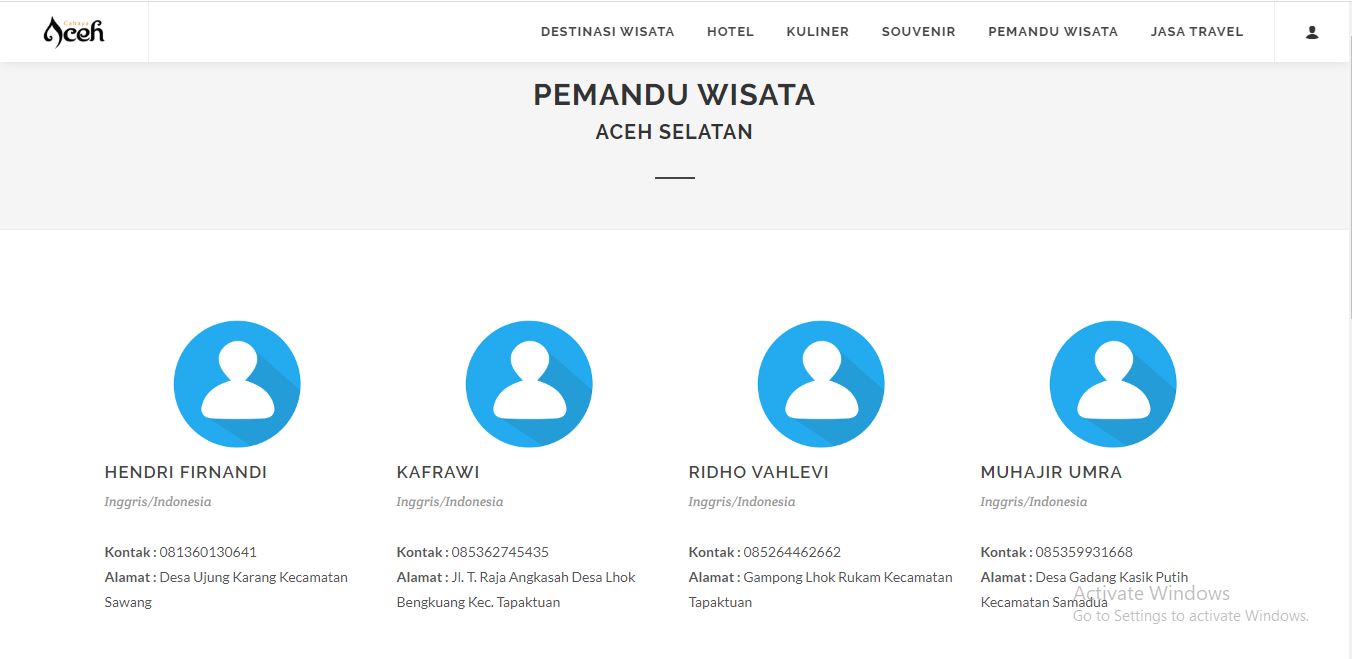 Cahaya
Aceh
DESTINASI WISATA HOTEL KULINER SOUVENIR PEMANDU WISATA JASA TRAVEL
PEMANDU WISATA
ACEH SELATAN
HENDRI FIRNANDI
Inggris/Indonesia
Kontak : 081360130641
Alamat : Desa Ujung Karang Kecamatan
Sawang
KAFRAWI
Inggris/Indonesia
Kontak : 085362745435
Alamat : Jl. T. Raja Angkasah Desa Lhok
Bengkuang Kec. Tapaktuan
RIDHO VAHLEVI
Inggris/Indonesia
Kontak : 085264462662
Alamat : Gampong Lhok Rukam Kecamatan
Tapaktuan
MUHAJIR UMRA
Inggris/Indonesia
Kontak : 085359931668
Alamat : Desa Gadang Kasik Putih
Kecamatan Samadua
Activate Windows
Go to Settings to activate Windows.